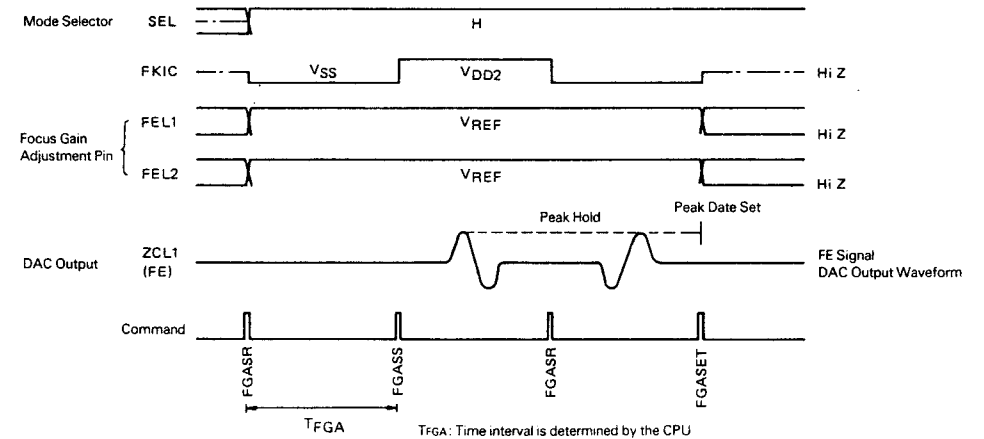 Mode Selector SEL H
FKIC VSS VDD2 Hi Z
FEL1 VREF Hi Z
Focus Gain
Adjustment Pin
FEL2 VREF Hi Z
Peak Hold Peak Date Set
DAC Output ZCL1
(FE)
FE Signal
DAC Output Waveform
Command
FGASR FGASS FGASR FGASET
TFGA
TFGA: Time interval is determined by the CPU